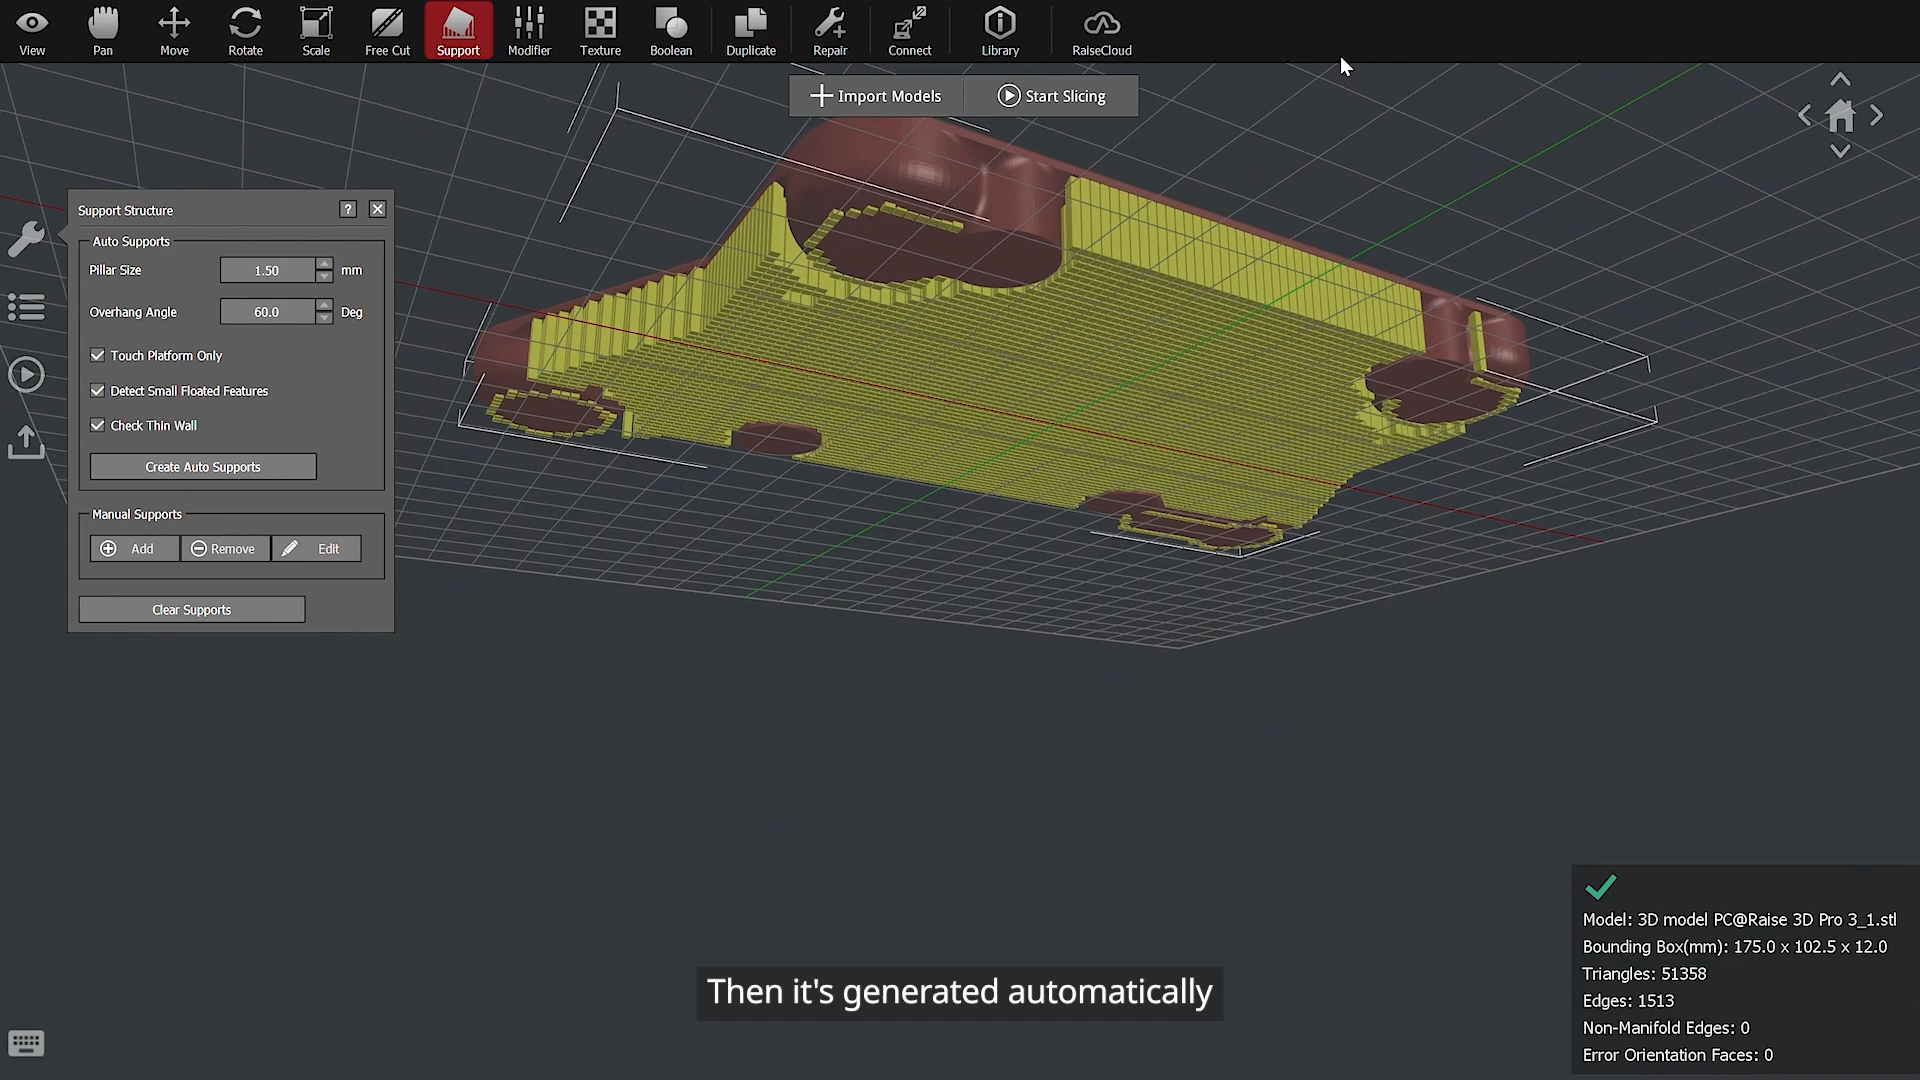 View
Pan
Move
Rotate
Scale
Free Cut
Support
Modifier
Texture
Boolean
Duplicate
Repair
Connect
Library
RaiseCloud
Import Models
Start Slicing
Support Structure
?
Auto Supports
Pillar Size 1.50 mm
Overhang Angle 60.0 Deg
Touch Platform Only
Detect Small Floated Features
Check Thin Wall
Create Auto Supports
Manual Supports
Add Remove Edit
Clear Supports
Then it's generated automatically
Model: 3D model PC@Raise 3D Pro 3_1.stl
Bounding Box(mm): 175.0 x 102.5 x 12.0
Triangles: 51358
Edges: 1513
Non-Manifold Edges: 0
Error Orientation Faces: 0